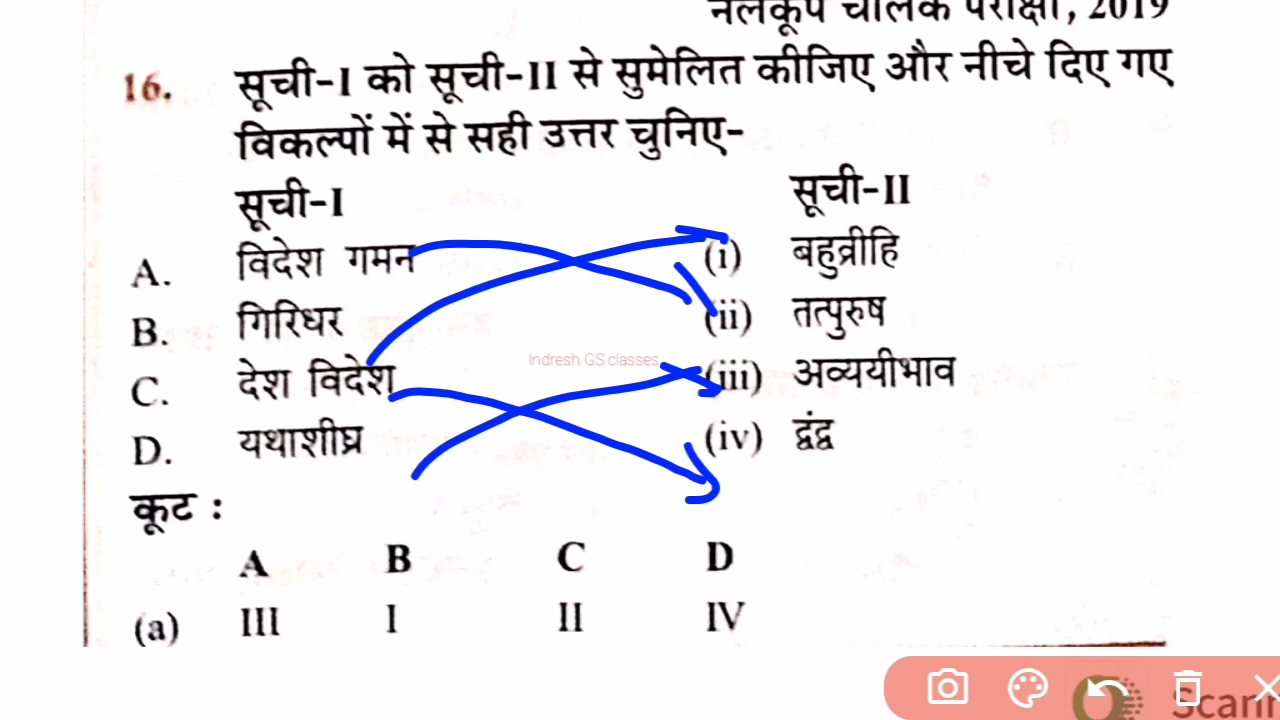 नलकूप चालक परीक्षा, 2019
16. सूची-I को सूची-II से सुमेलित कीजिए और नीचे दिए गए
विकल्पों में से सही उत्तर चुनिए-
सूची-I सूची-II
A. विदेश गमन (i) बहुव्रीहि
B. गिरिधर (ii) तत्पुरुष
Indresh GS classes
C. देश विदेश (iii) अव्ययीभाव
D. यथाशीघ्र (iv) द्वंद्व
कूट :
A B C D
(a) III I II IV